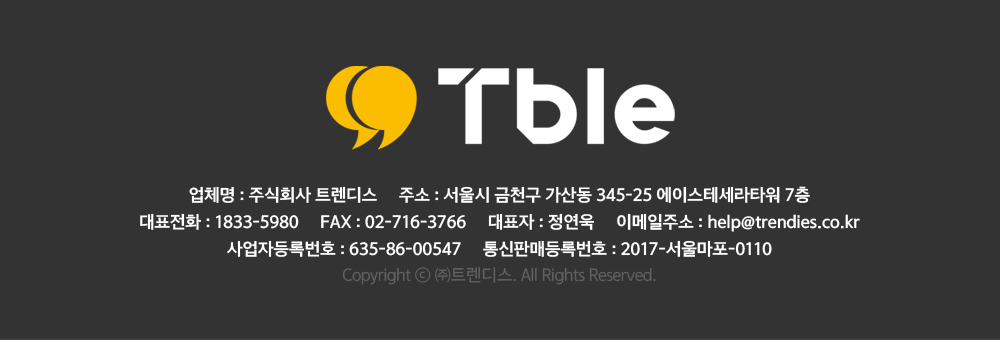 Tble
업체명 : 주식회사 트렌디스 주소 : 서울시 금천구 가산동 345-25 에이스테세라타워 7층
대표전화 : 1833-5980 FAX : 02-716-3766 대표자 : 정연욱 이메일주소 : help@trendies.co.kr
사업자등록번호 : 635-86-00547 통신판매등록번호 : 2017-서울마포-0110
Copyright ⓒ ㈜트렌디스. All Rights Reserved.